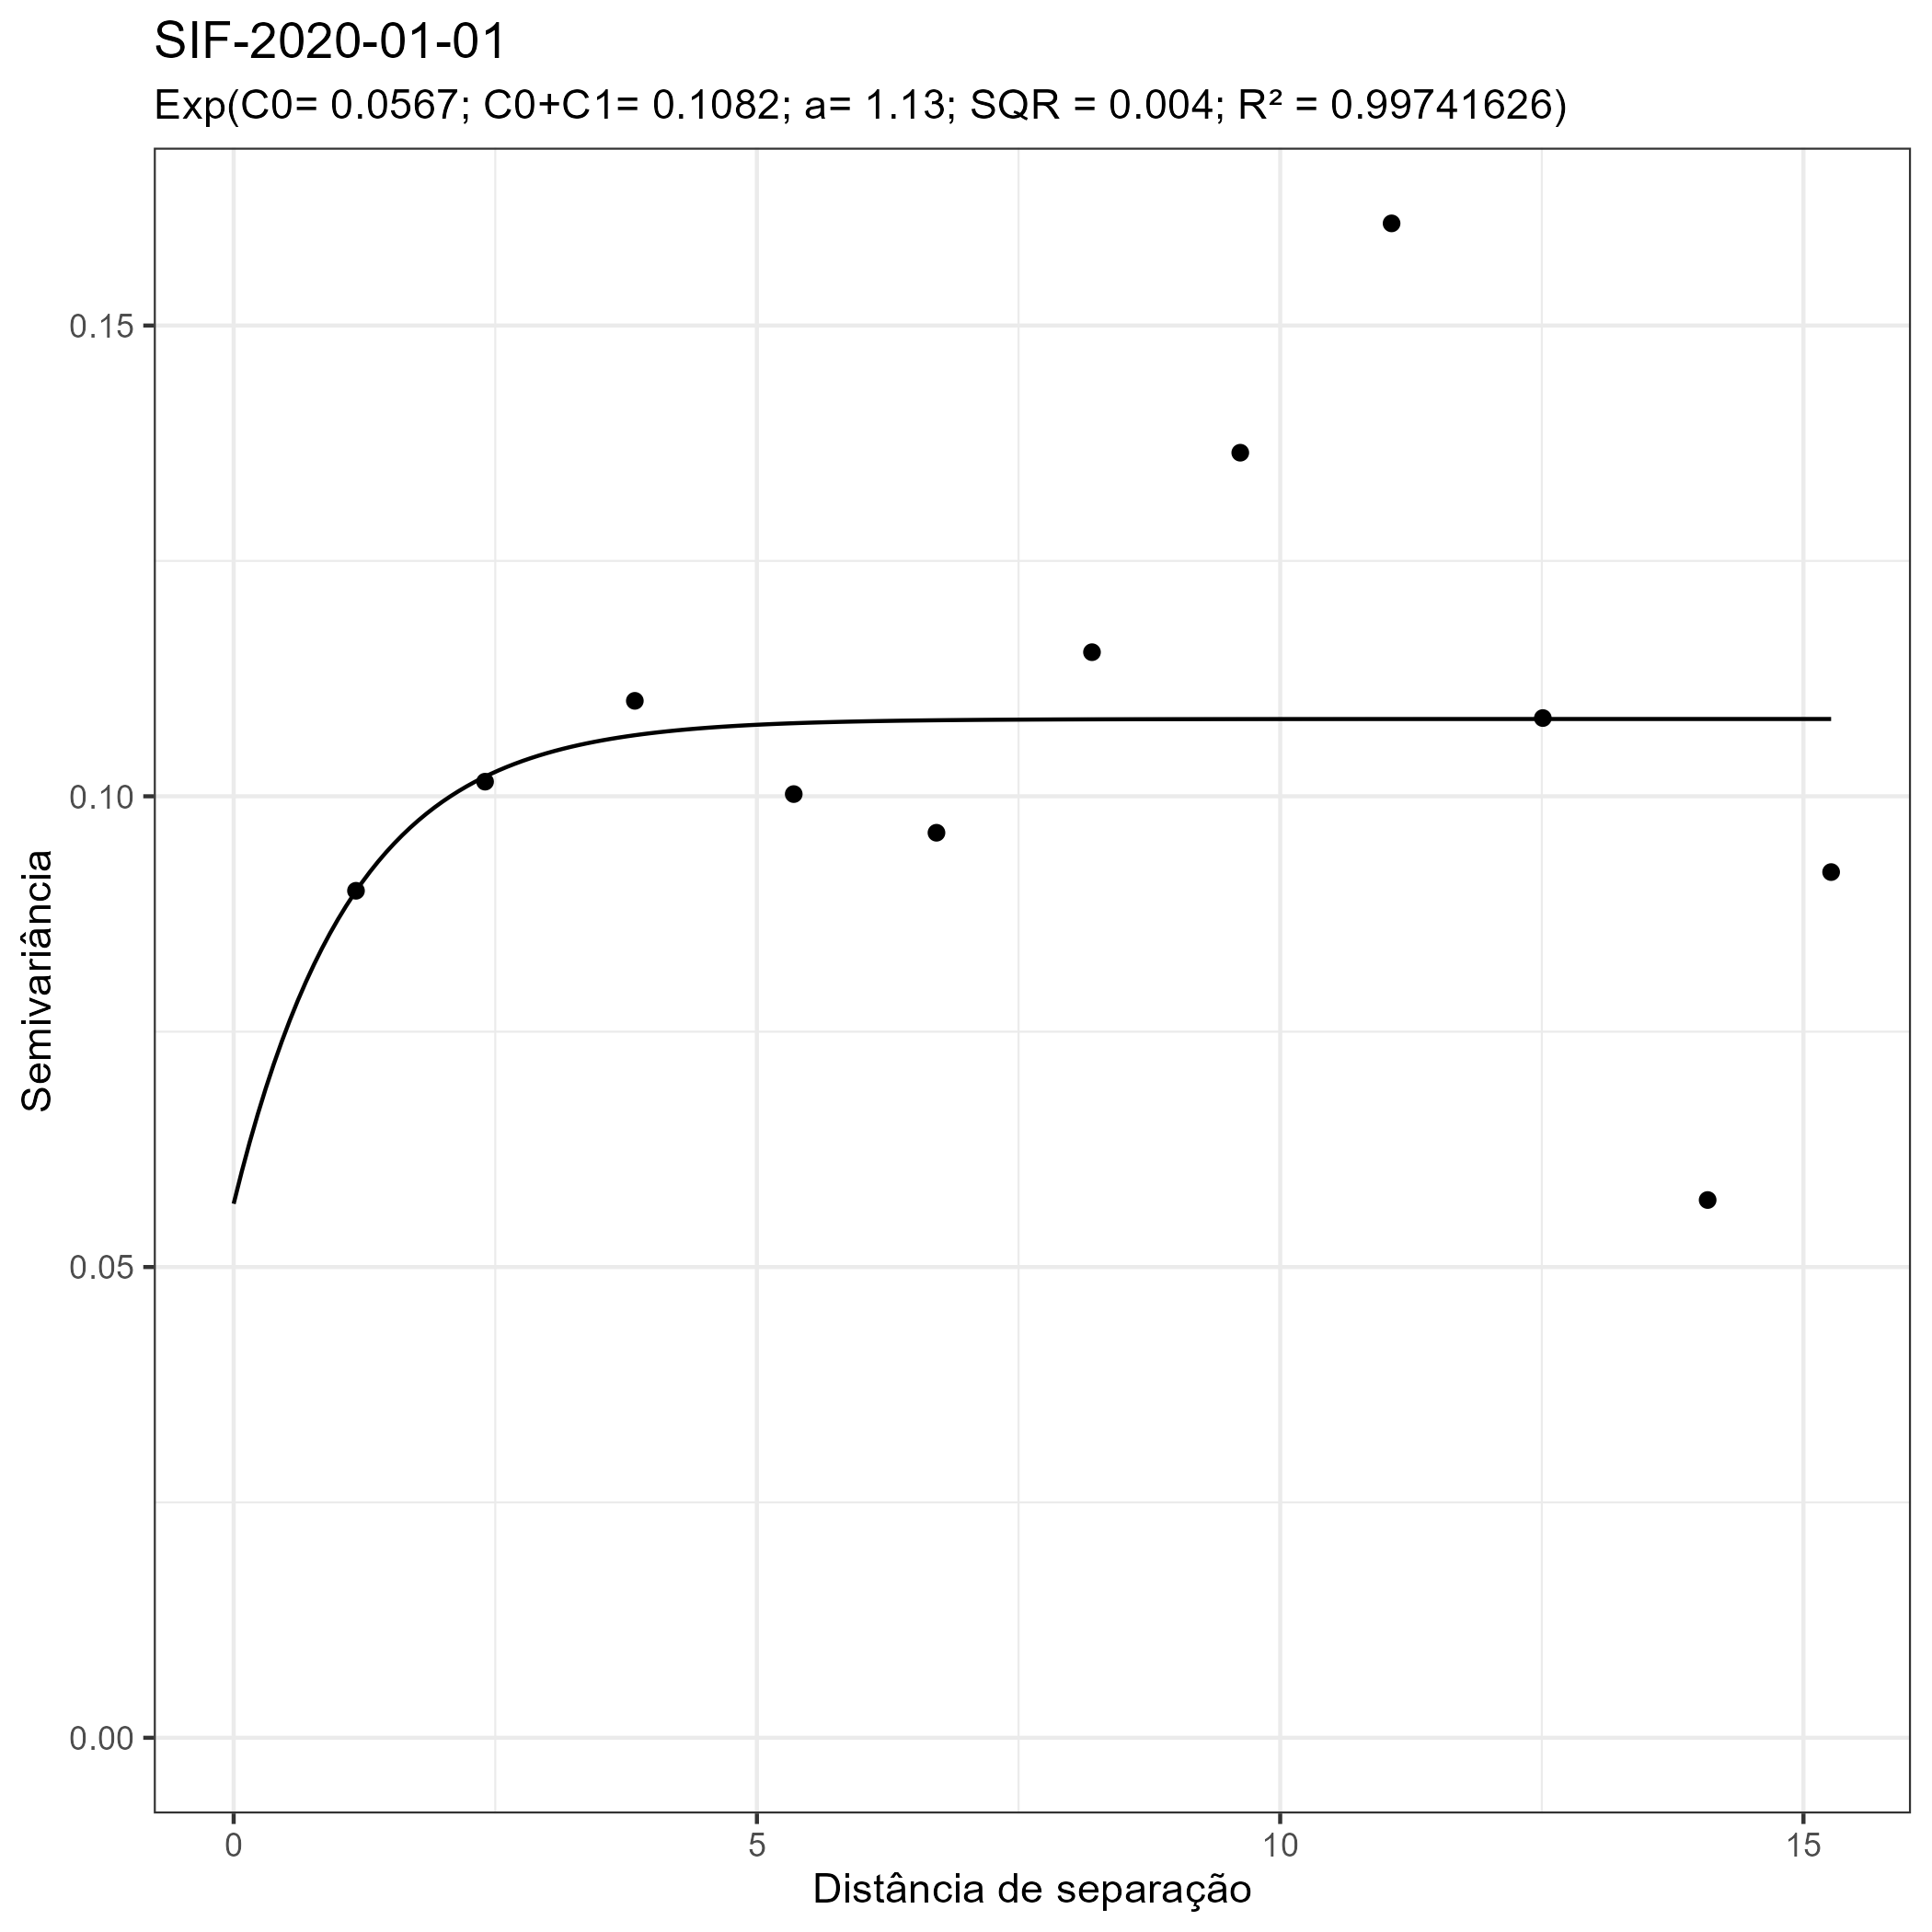 SIF-2020-01-01
Exp(C0= 0.0567; C0+C1= 0.1082; a= 1.13; SQR = 0.004; R² = 0.99741626)
Semivariância
0.15
0.10
0.05
0.00
0 5 10 15
Distância de separação